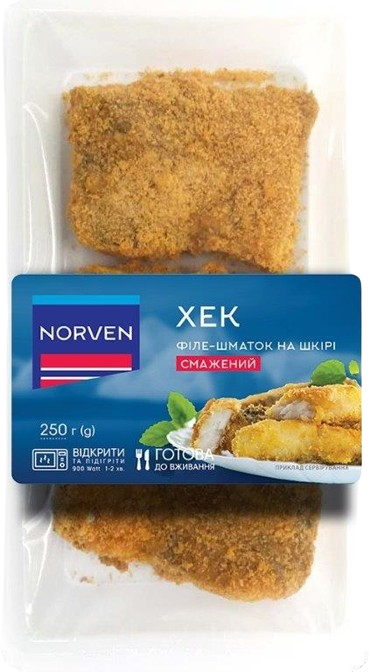 NORVEN
ХЕК
ФІЛЕ-ШМАТОК НА ШКІРІ
СМАЖЕНИЙ
250 г (g)
ВІДКРИТИ
ТА ПІДІГРІТИ
900 Watt 1-2 хв.
ГОТОВА
ДО ВЖИВАННЯ
ПРИКЛАД СЕРВІРУВАННЯ